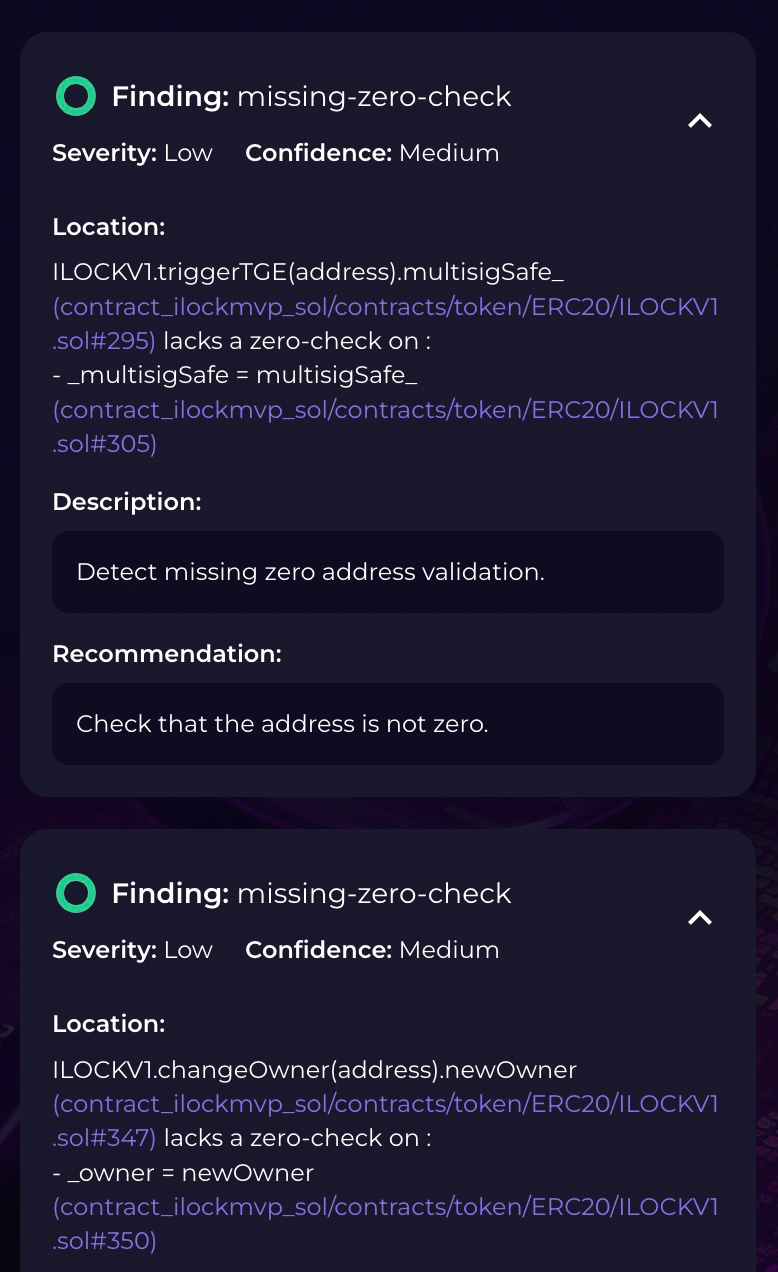 Finding: missing-zero-check
Severity: Low Confidence: Medium
Location:
ILOCKV1.triggerTGE(address).multisigSafe_
(contract_ilockmvp_sol/contracts/token/ERC20/ILOCKV1
.sol#295) lacks a zero-check on :
- _multisigSafe = multisigSafe_
(contract_ilockmvp_sol/contracts/token/ERC20/ILOCKV1
.sol#305)
Description:
Detect missing zero address validation.
Recommendation:
Check that the address is not zero.
Finding: missing-zero-check
Severity: Low Confidence: Medium
Location:
ILOCKV1.changeOwner(address).newOwner
(contract_ilockmvp_sol/contracts/token/ERC20/ILOCKV1
.sol#347) lacks a zero-check on :
- _owner = newOwner
(contract_ilockmvp_sol/contracts/token/ERC20/ILOCKV1
.sol#350)